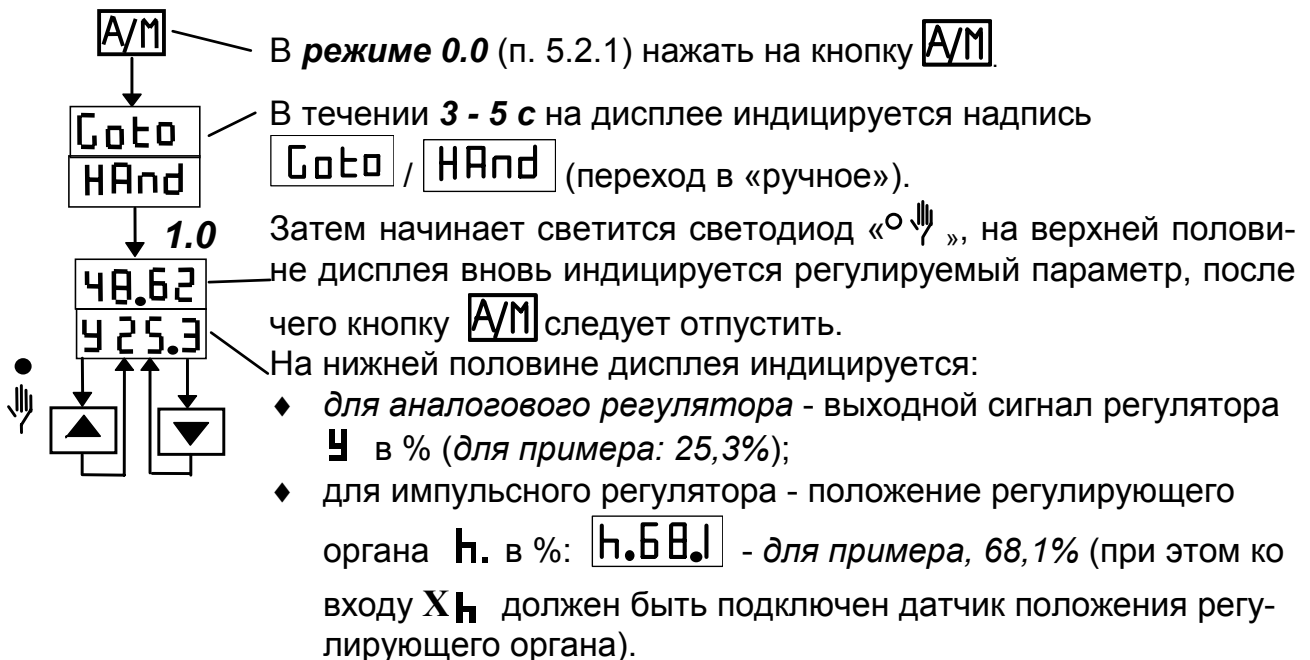 A/M
В режиме 0.0 (п. 5.2.1) нажать на кнопку A/M.
Goto
HAnd
В течении 3 - 5 с на дисплее индицируется надпись
Goto / HAnd (переход в «ручное»).
1.0
Затем начинает светится светодиод « », на верхней полови-
48.62
не дисплея вновь индицируется регулируемый параметр, после
У 25.3
чего кнопку A/M следует отпустить.
На нижней половине дисплея индицируется:
♦ для аналогового регулятора - выходной сигнал регулятора
У в % (для примера: 25,3%);
♦ для импульсного регулятора - положение регулирующего
органа h. в %: h.68.1 - для примера, 68,1% (при этом ко
входу Xh должен быть подключен датчик положения регу-
лирующего органа).